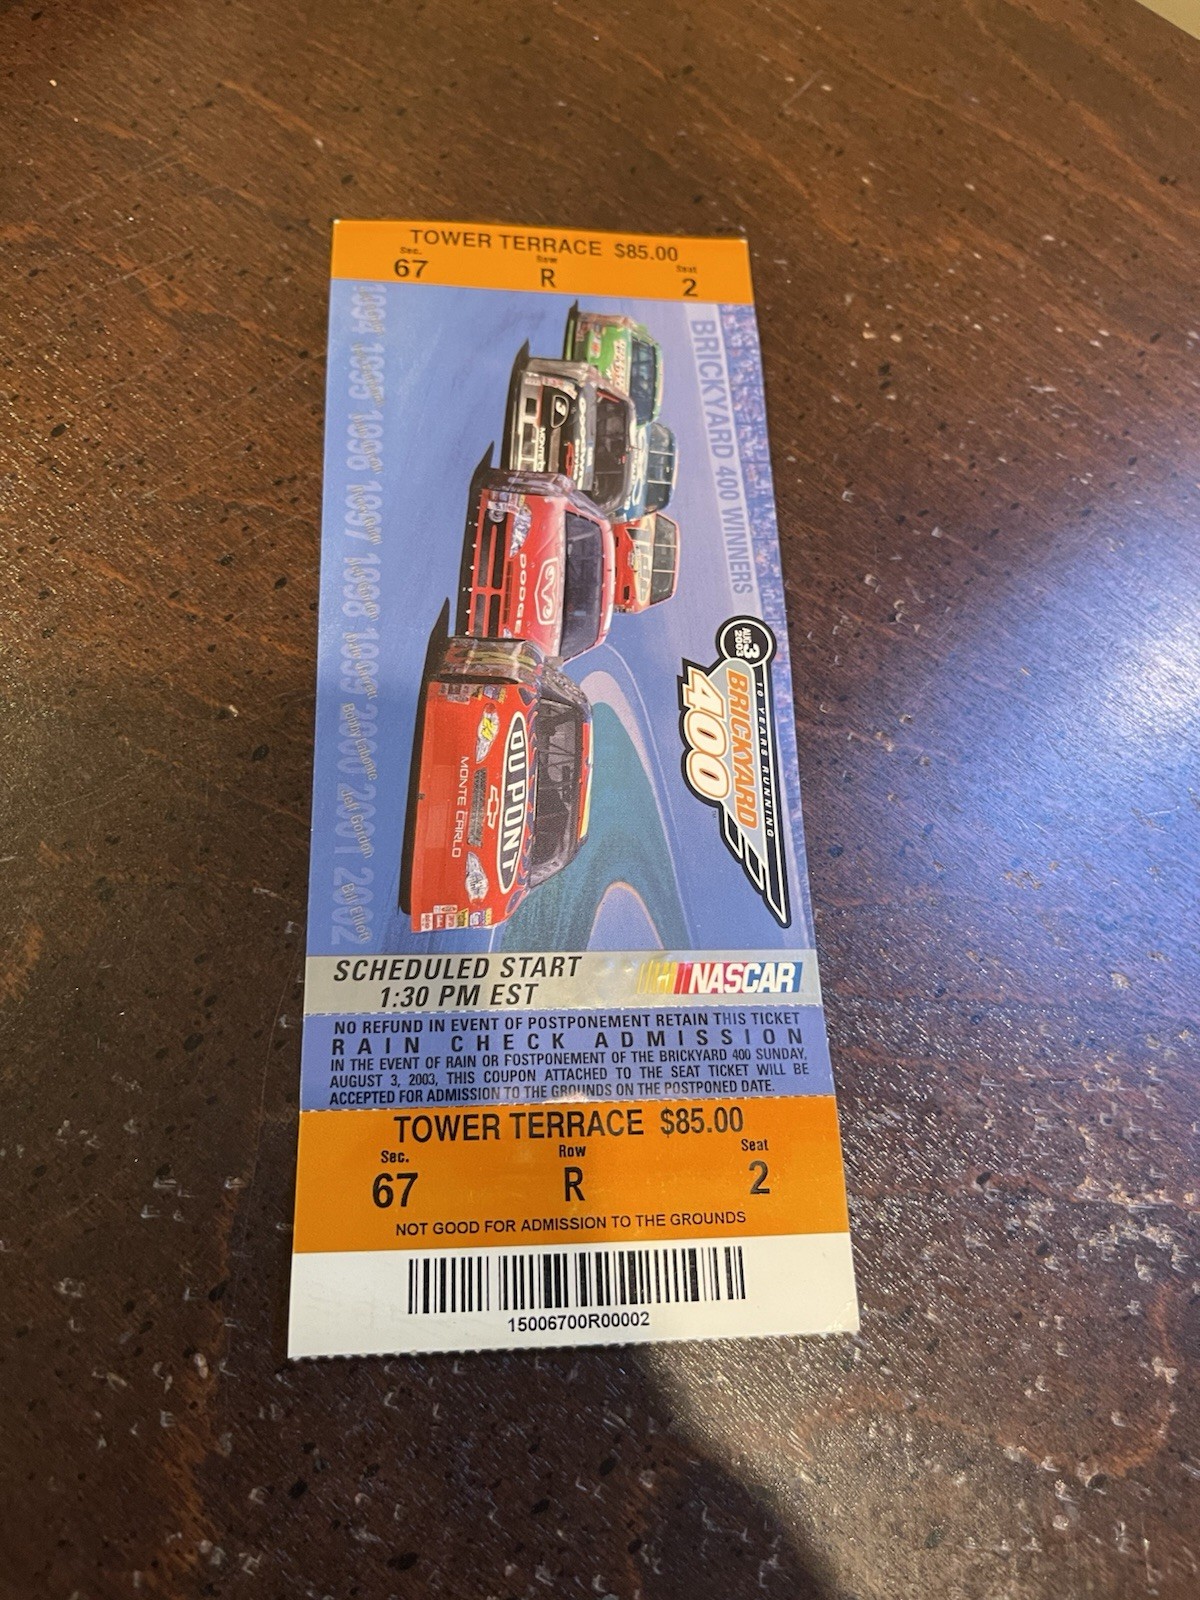 TOWER TERRACE $85.00
Sec. Row Seat
67 R 2
BRICKYARD 400 WINNERS
1994 1995 1996 1997 1998 1999 2000 2001 2002
Bobby Labonte Jeff Gordon Bill Elliott
AUG 3 2003
10 YEARS RUNNING
BRICKYARD
400
DODGE
DU PONT
MONTE CARLO
SCHEDULED START
1:30 PM EST
NASCAR
NO REFUND IN EVENT OF POSTPONEMENT RETAIN THIS TICKET
RAIN CHECK ADMISSION
IN THE EVENT OF RAIN OR POSTPONEMENT OF THE BRICKYARD 400 SUNDAY,
AUGUST 3, 2003, THIS COUPON ATTACHED TO THE SEAT TICKET WILL BE
ACCEPTED FOR ADMISSION TO THE GROUNDS ON THE POSTPONED DATE.
TOWER TERRACE $85.00
Sec. Row Seat
67 R 2
NOT GOOD FOR ADMISSION TO THE GROUNDS
15006700R00002